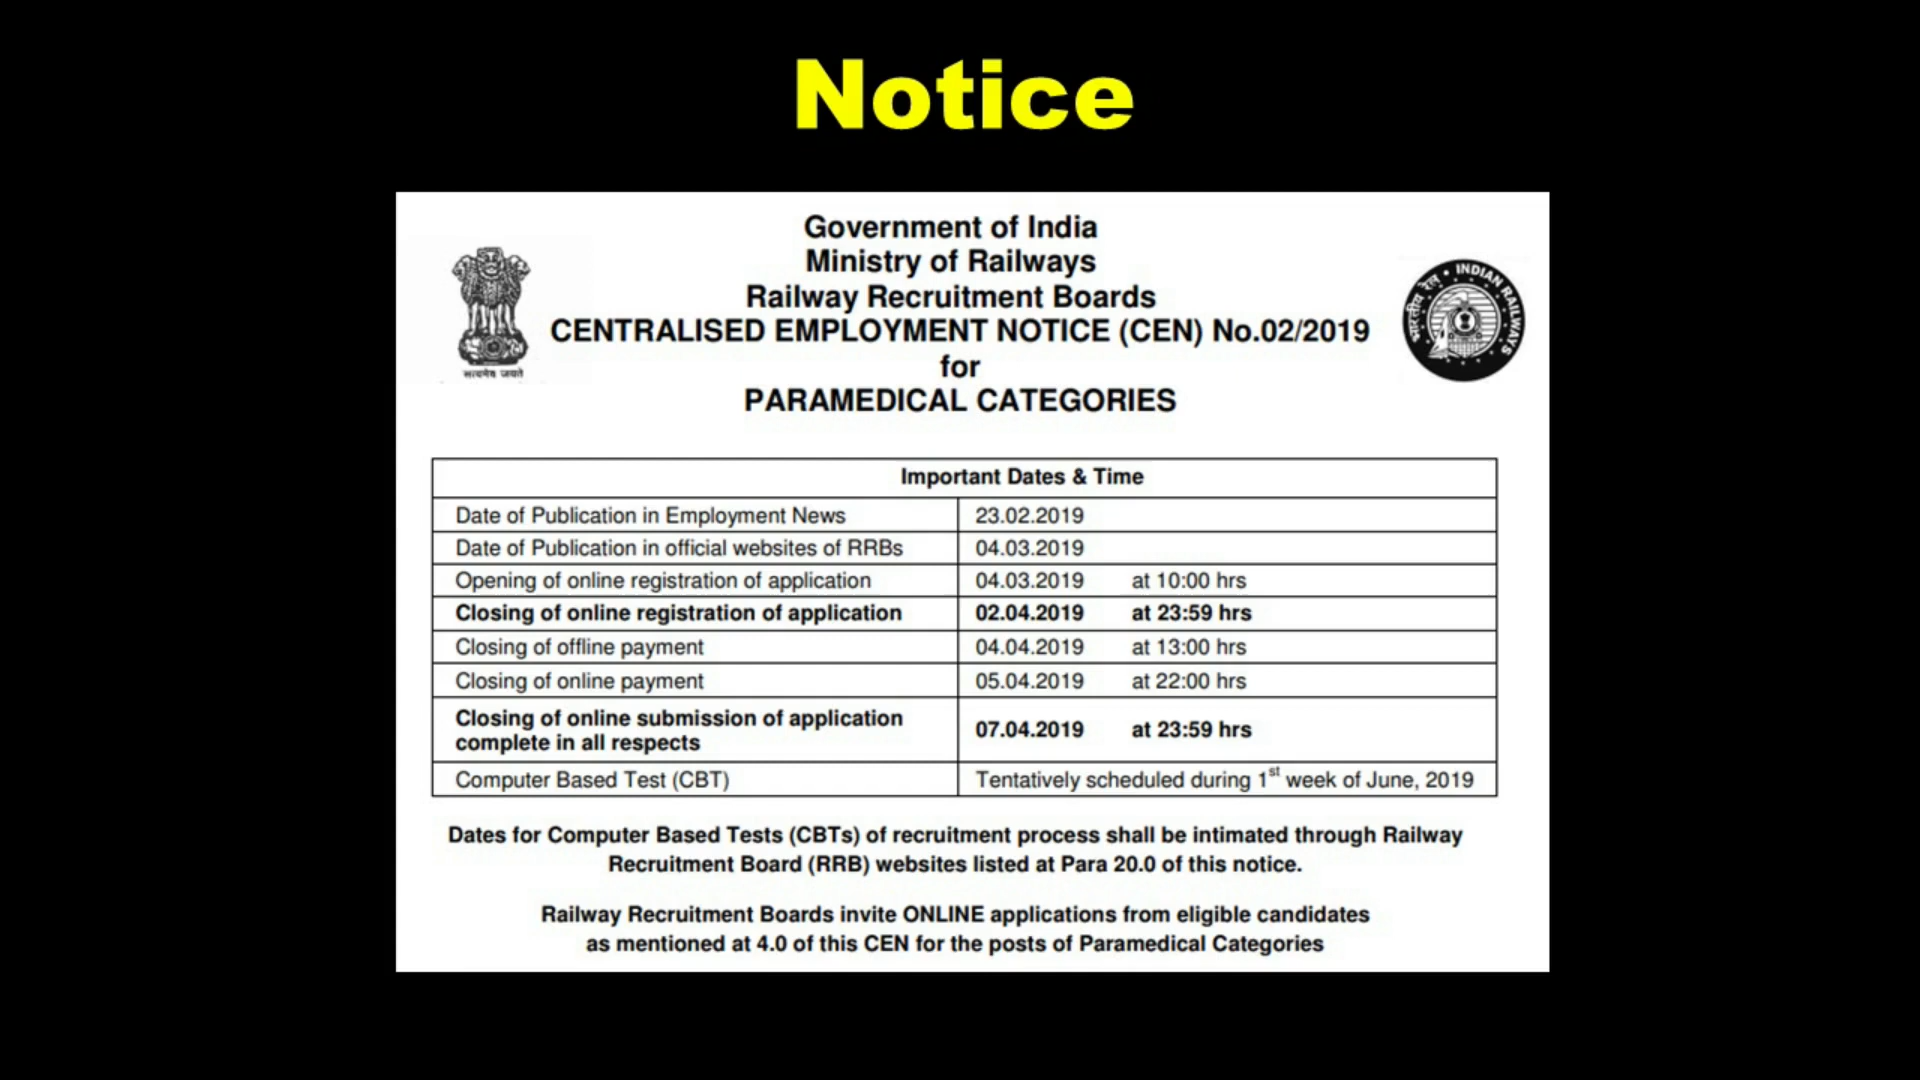 Notice
Government of India
Ministry of Railways
Railway Recruitment Boards
CENTRALISED EMPLOYMENT NOTICE (CEN) No.02/2019
for
PARAMEDICAL CATEGORIES
सत्यमेव जयते
भारतीय रेल • INDIAN RAILWAYS
Important Dates & Time
Date of Publication in Employment News 23.02.2019
Date of Publication in official websites of RRBs 04.03.2019
Opening of online registration of application 04.03.2019 at 10:00 hrs
Closing of online registration of application 02.04.2019 at 23:59 hrs
Closing of offline payment 04.04.2019 at 13:00 hrs
Closing of online payment 05.04.2019 at 22:00 hrs
Closing of online submission of application
complete in all respects 07.04.2019 at 23:59 hrs
Computer Based Test (CBT) Tentatively scheduled during 1st week of June, 2019
Dates for Computer Based Tests (CBTs) of recruitment process shall be intimated through Railway
Recruitment Board (RRB) websites listed at Para 20.0 of this notice.
Railway Recruitment Boards invite ONLINE applications from eligible candidates
as mentioned at 4.0 of this CEN for the posts of Paramedical Categories